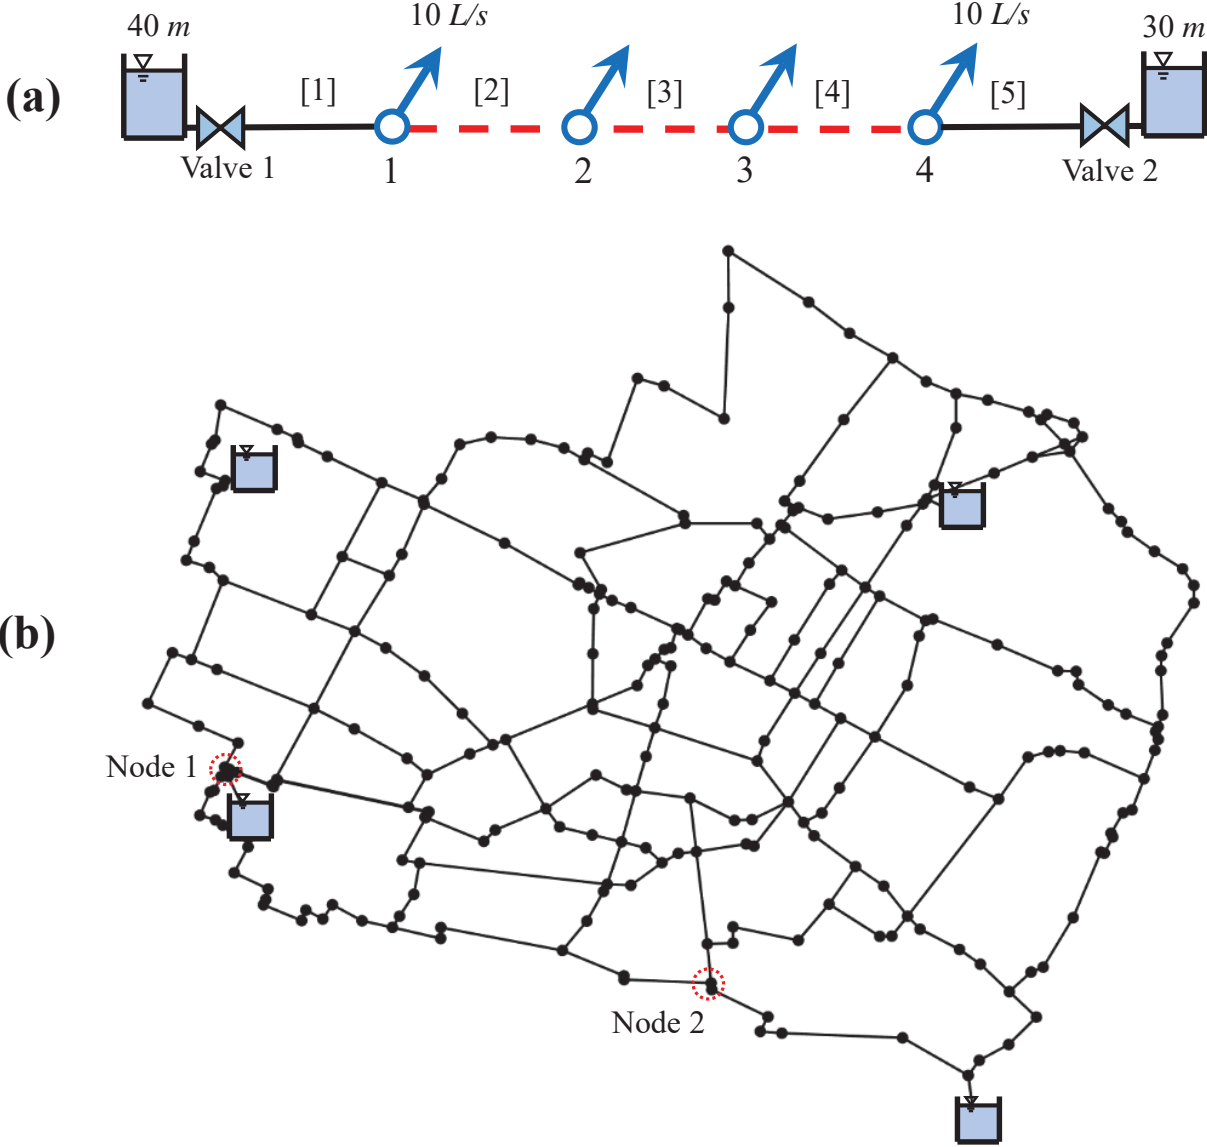 40 m
10 L/s
10 L/s
30 m
(a)
[1]
[2]
[3]
[4]
[5]
Valve 1
1
2
3
4
Valve 2
(b)
Node 1
Node 2